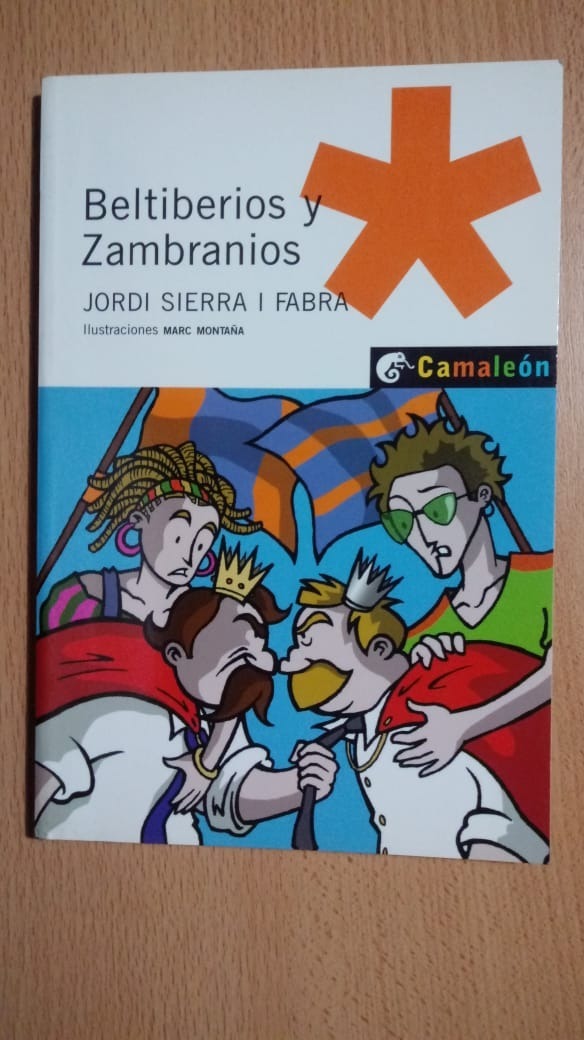 Beltiberios y
Zambranios
JORDI SIERRA I FABRA
Ilustraciones MARC MONTAÑA
Camaleón